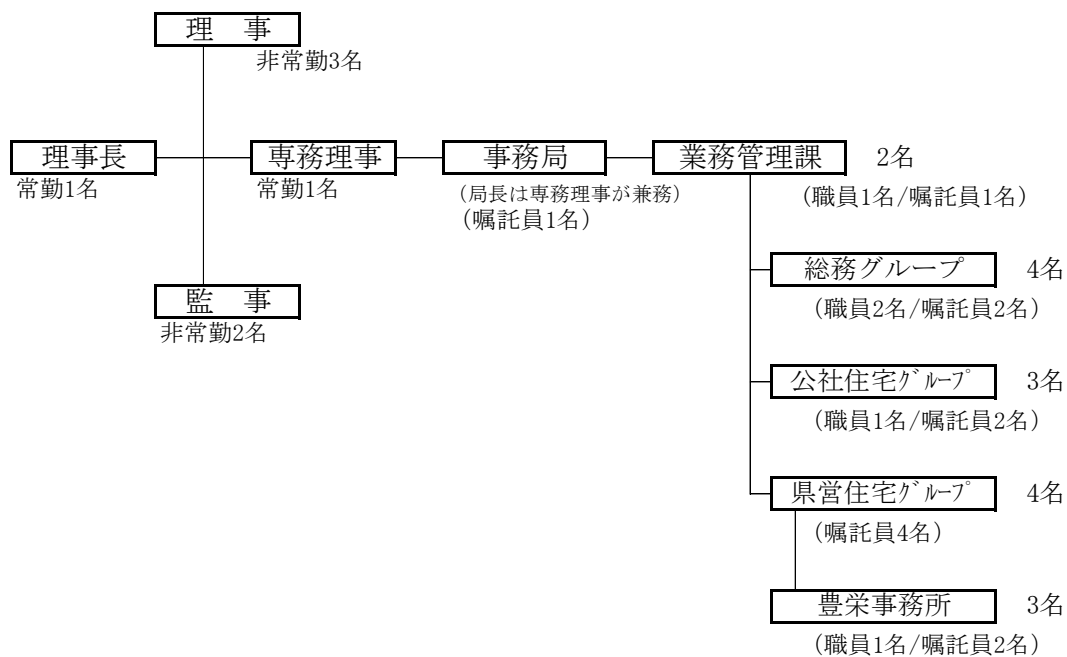 理　事
非常勤3名
理事長
常勤1名
専務理事
常勤1名
事務局
（局長は専務理事が兼務）
（嘱託員1名）
業務管理課　2名
（職員1名/嘱託員1名）
監　事
非常勤2名
総務グループ　4名
（職員2名/嘱託員2名）
公社住宅ｸﾞﾙｰﾌﾟ　3名
（職員1名/嘱託員2名）
県営住宅ｸﾞﾙｰﾌﾟ　4名
（嘱託員4名）
豊栄事務所　3名
（職員1名/嘱託員2名）